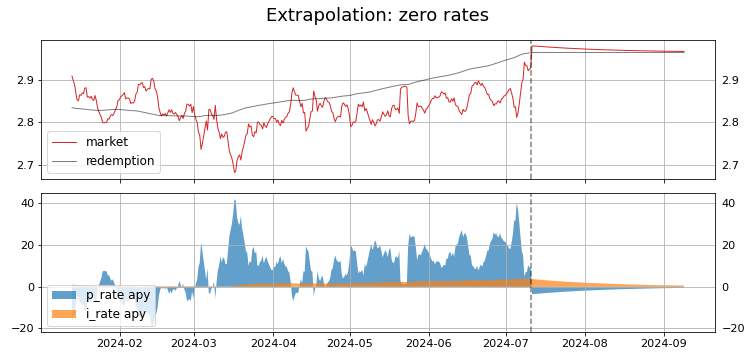 Extrapolation: zero rates
2.9 2.9
2.8 2.8
2.7 2.7
market
redemption
40 40
20 20
0 0
−20 −20
p_rate apy
i_rate apy
2024-02 2024-03 2024-04 2024-05 2024-06 2024-07 2024-08 2024-09